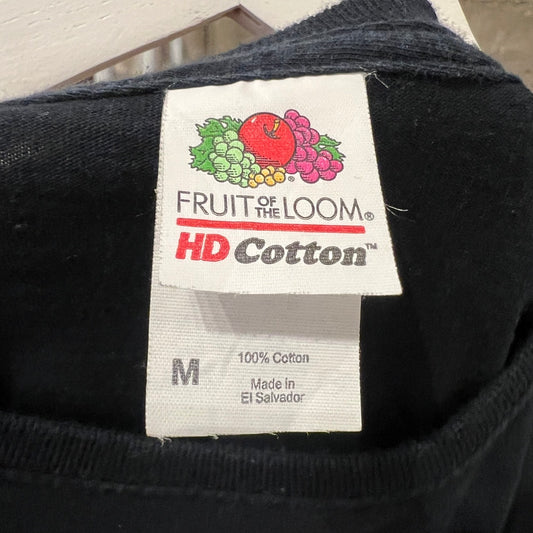 FRUIT OF THE LOOM®
HD Cotton™
M
100% Cotton
Made in
El Salvador